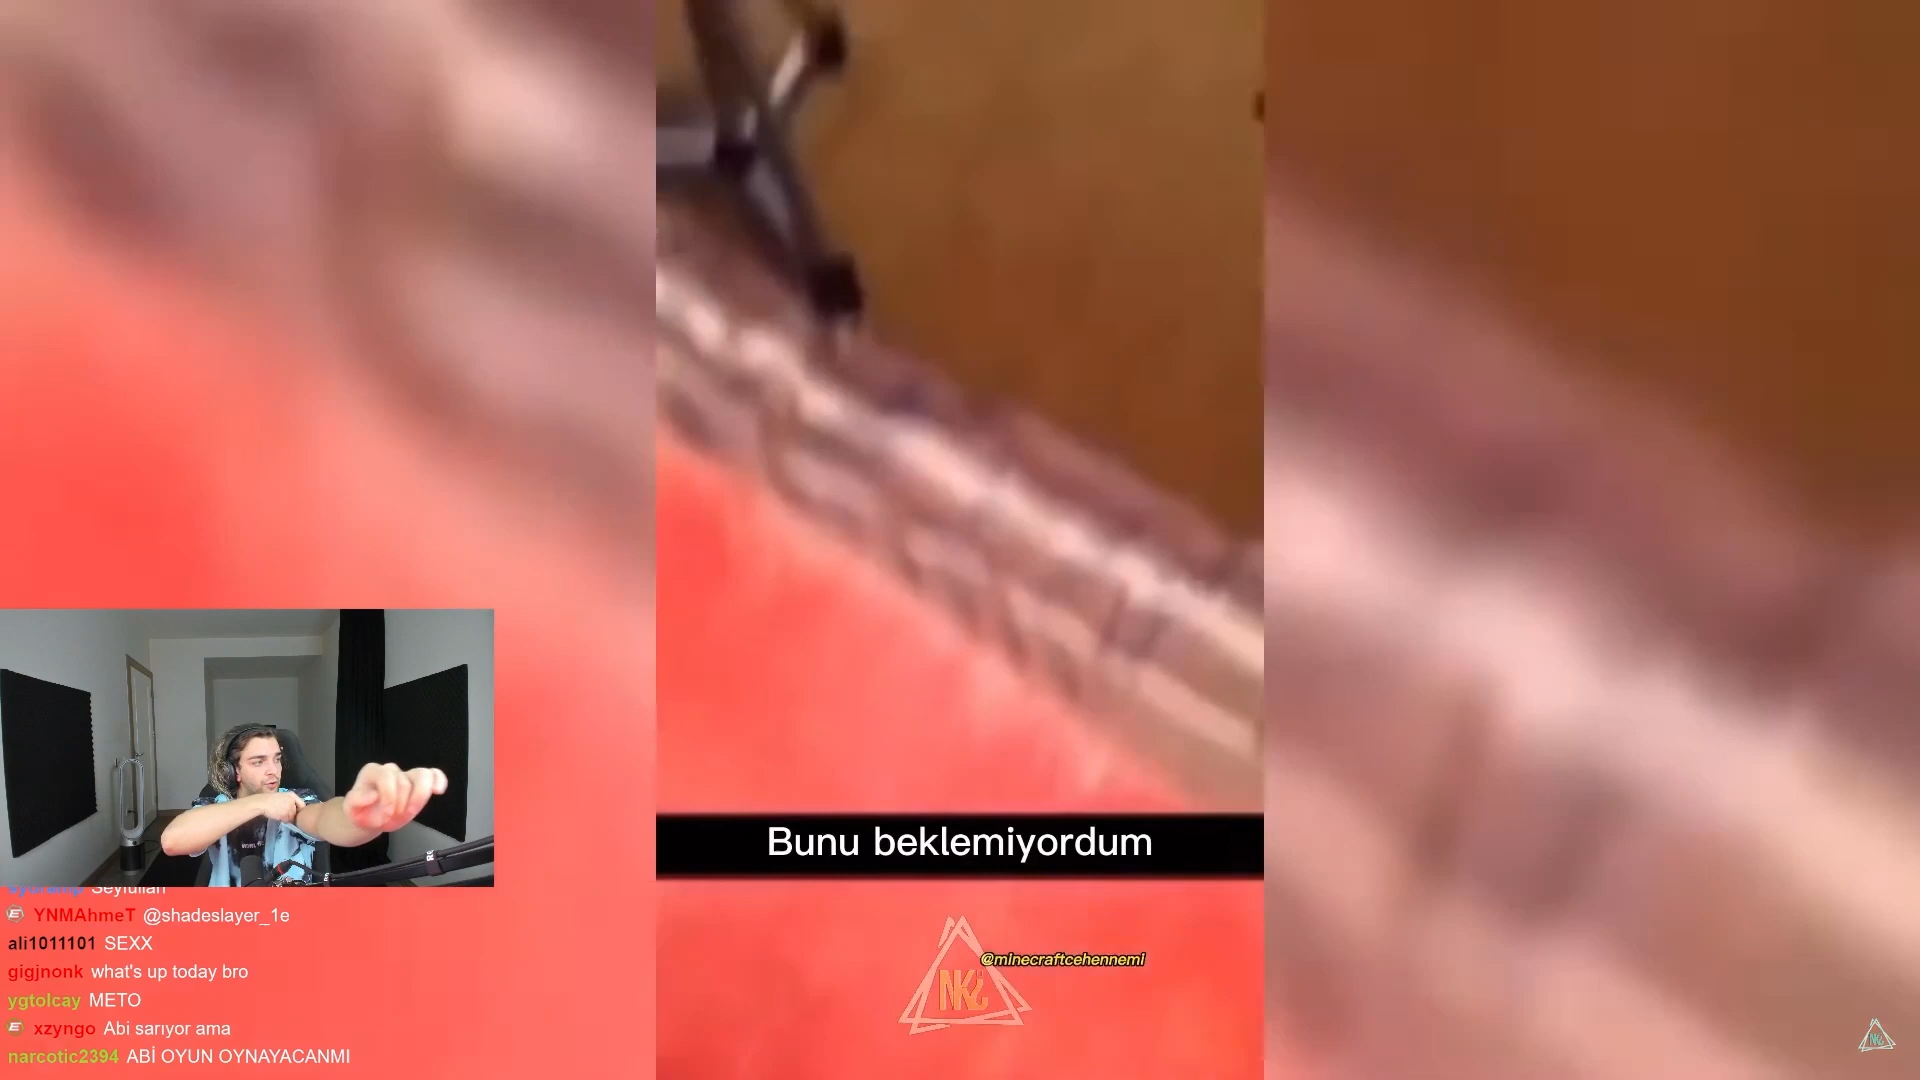 Bunu beklemiyordum
@minecraftcehennemi
Seyfullah
YNMAhmeT @shadeslayer_1e
ali1011101 SEXX
gigjnonk what's up today bro
ygtolcay METO
xzyngo Abi sarıyor ama
narcotic2394 ABİ OYUN OYNAYACANMI